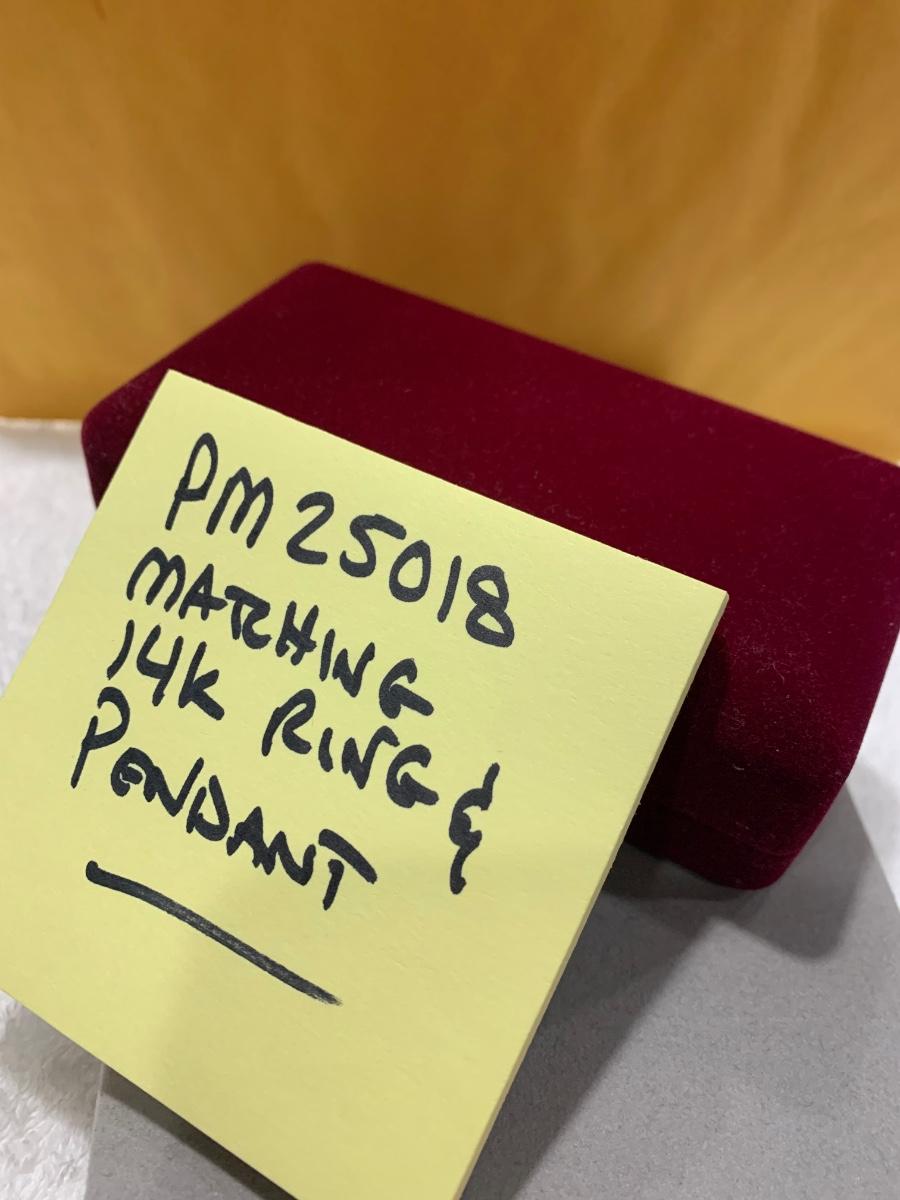 PM25018
MATCHING
14K RING &
PENDANT